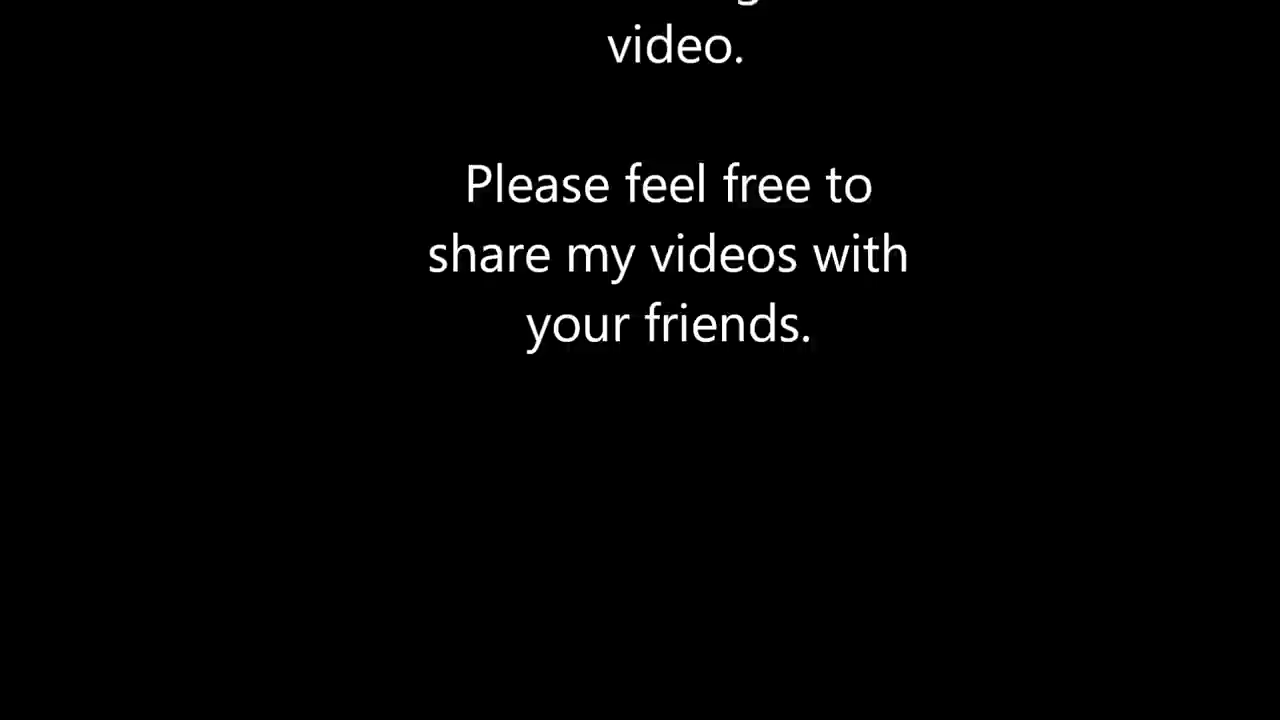 video.
Please feel free to
share my videos with
your friends.